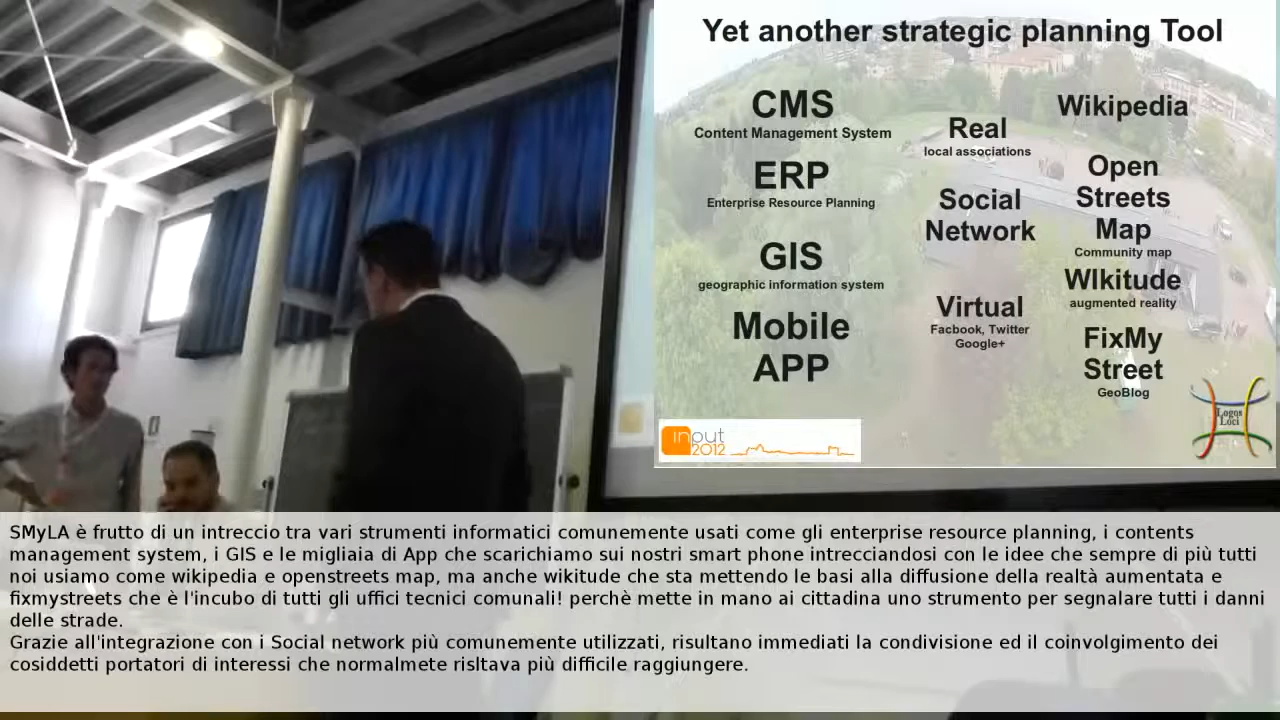 Yet another strategic planning Tool
CMS
Content Management System
ERP
Enterprise Resource Planning
GIS
geographic information system
Mobile
APP
Real
local associations
Social
Network
Virtual
Facbook, Twitter
Google+
Wikipedia
Open
Streets
Map
Community map
WIkitude
augmented reality
FixMy
Street
GeoBlog
input
2012
Logos
Loci
SMyLA è frutto di un intreccio tra vari strumenti informatici comunemente usati come gli enterprise resource planning, i contents
management system, i GIS e le migliaia di App che scarichiamo sui nostri smart phone intrecciandosi con le idee che sempre di più tutti
noi usiamo come wikipedia e openstreets map, ma anche wikitude che sta mettendo le basi alla diffusione della realtà aumentata e
fixmystreets che è l'incubo di tutti gli uffici tecnici comunali! perchè mette in mano ai cittadina uno strumento per segnalare tutti i danni
delle strade.
Grazie all'integrazione con i Social network più comunemente utilizzati, risultano immediati la condivisione ed il coinvolgimento dei
cosiddetti portatori di interessi che normalmete risltava più difficile raggiungere.